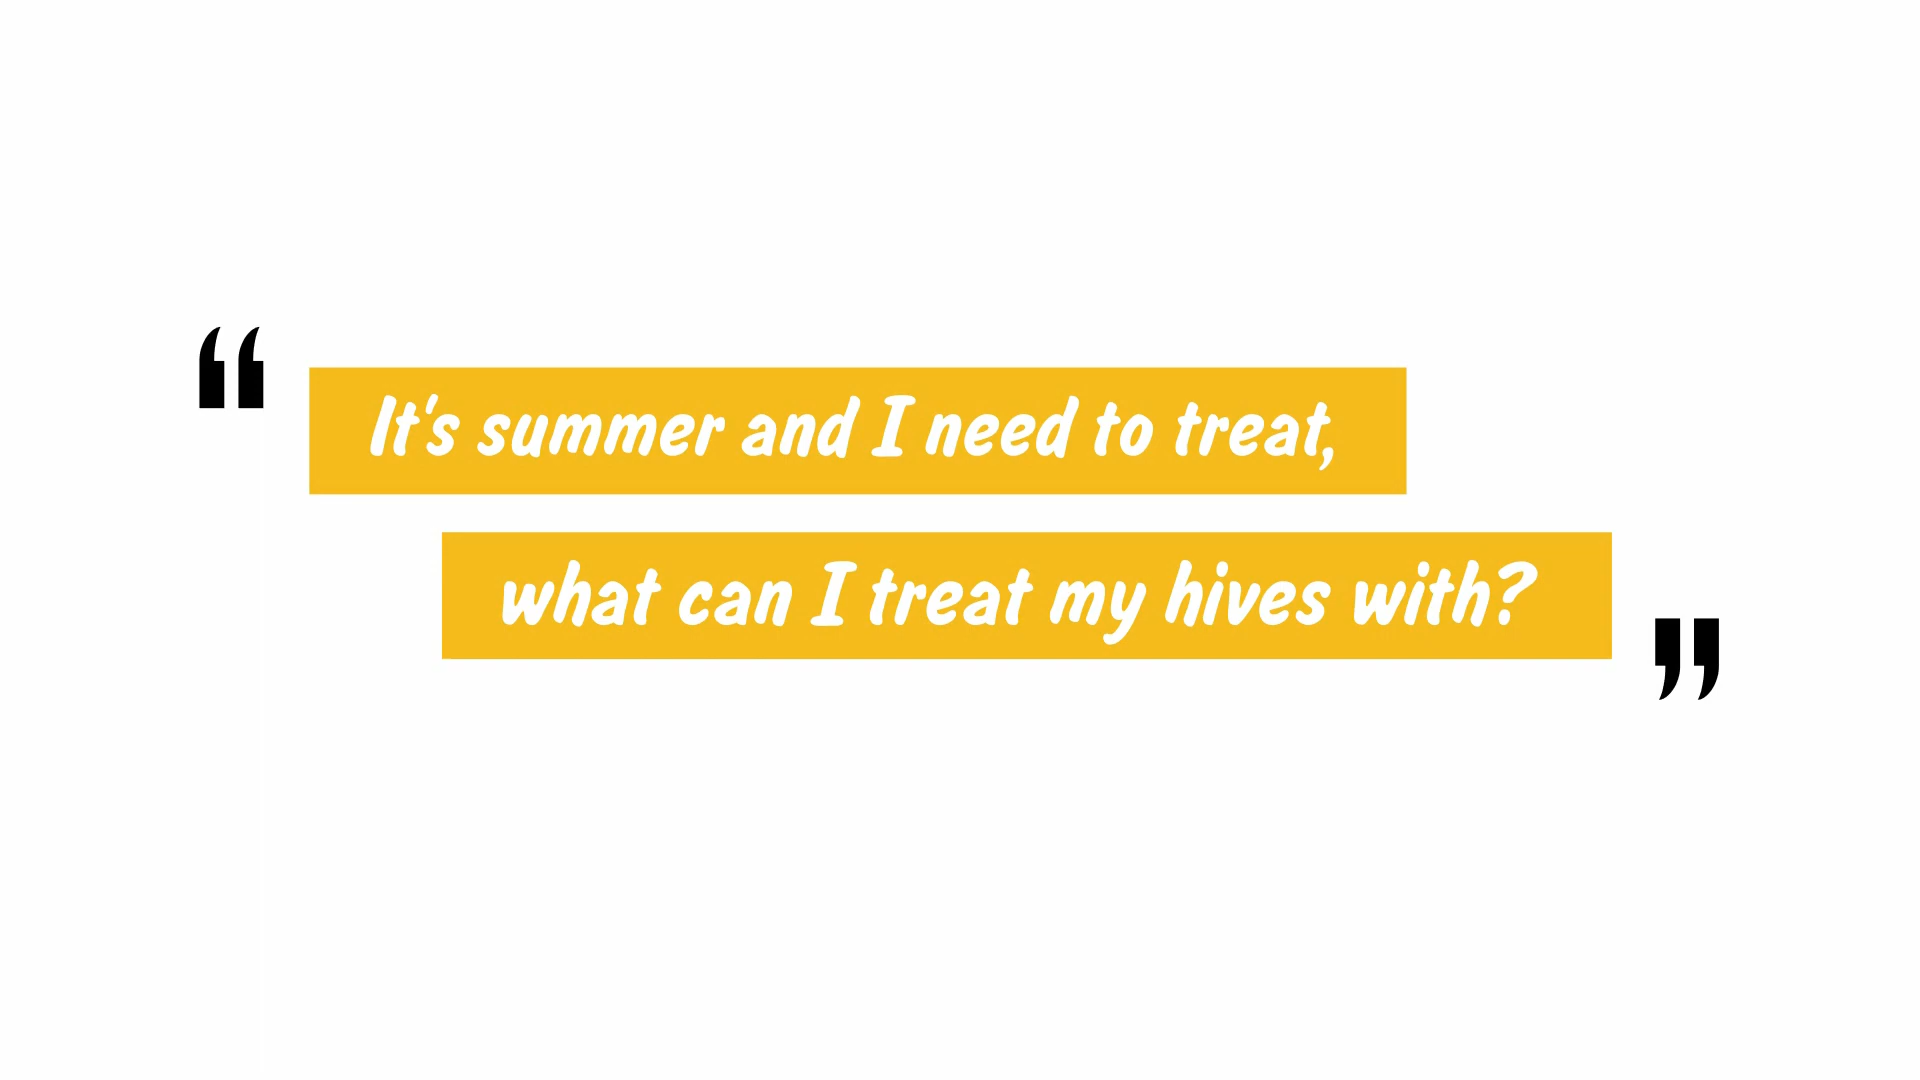 “It's summer and I need to treat,
what can I treat my hives with?”